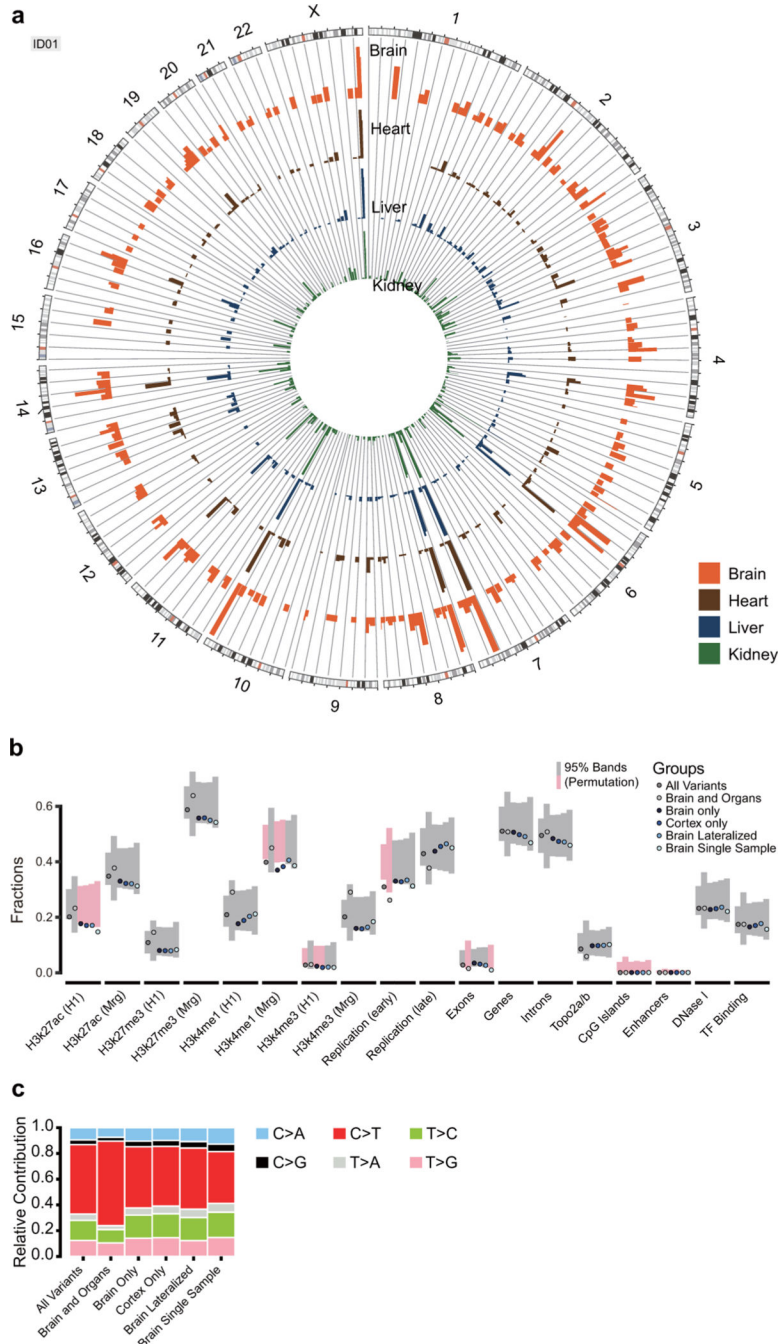 a
ID01
X
1
2
3
4
5
6
7
8
9
10
11
12
13
14
15
16
17
18
19
20
21
22
Brain
Heart
Liver
Kidney
Brain
Heart
Liver
Kidney
b
95% Bands
(Permutation)
Groups
All Variants
Brain and Organs
Brain only
Cortex only
Brain Lateralized
Brain Single Sample
Fractions
0.6
0.4
0.2
0.0
H3k27ac (H1)
H3k27ac (Mrg)
H3k27me3 (H1)
H3k27me3 (Mrg)
H3k4me1 (H1)
H3k4me1 (Mrg)
H3k4me3 (H1)
H3k4me3 (Mrg)
Replication (early)
Replication (late)
Exons
Genes
Introns
Topo2a/b
CpG Islands
Enhancers
DNase I
TF Binding
c
Relative Contribution
1.0
0.8
0.6
0.4
0.2
0.0
C>A C>T T>C
C>G T>A T>G
All Variants
Brain and Organs
Brain Only
Cortex Only
Brain Lateralized
Brain Single Sample